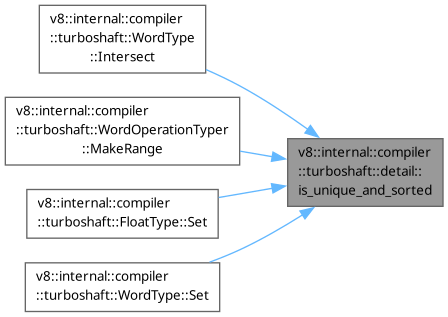 v8::internal::compiler
::turboshaft::WordType
::Intersect
v8::internal::compiler
::turboshaft::WordOperationTyper
::MakeRange
v8::internal::compiler
::turboshaft::FloatType::Set
v8::internal::compiler
::turboshaft::WordType::Set
v8::internal::compiler
::turboshaft::detail::
is_unique_and_sorted